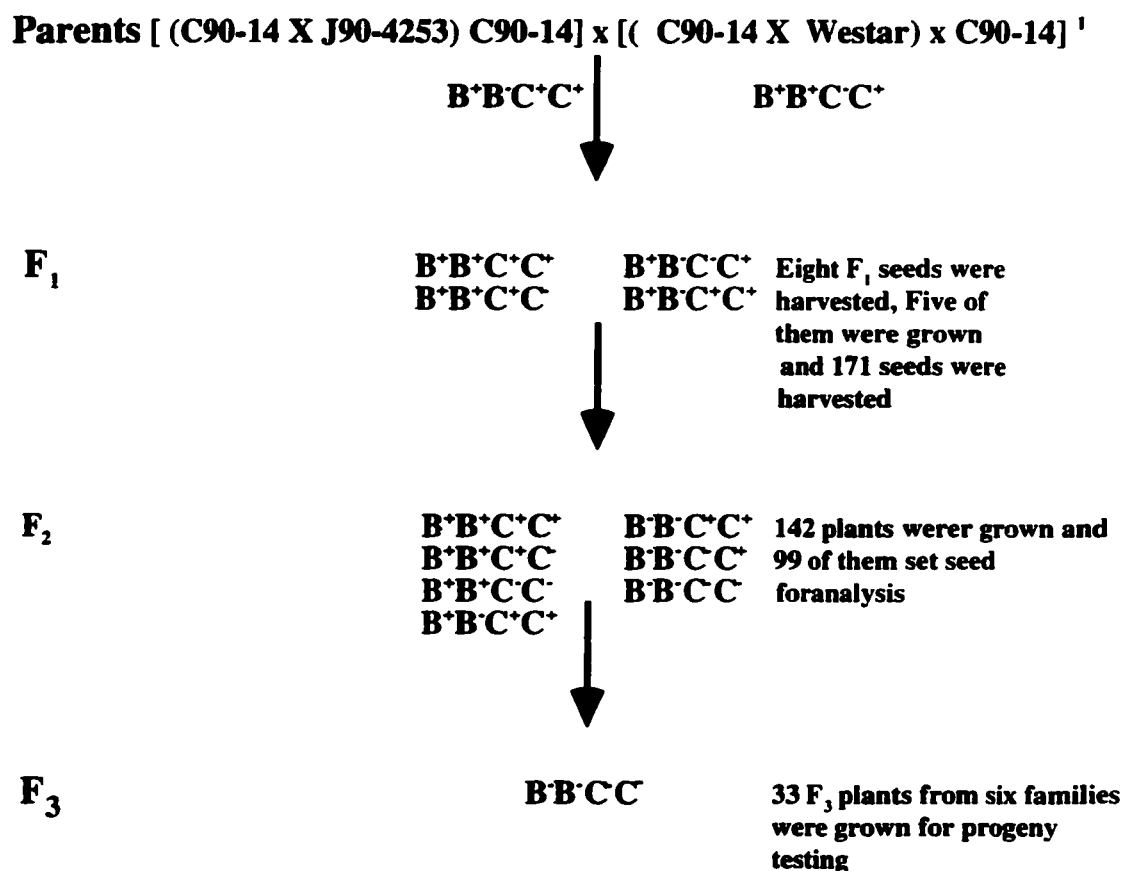 Parents [ (C90-14 X J90-4253) C90-14] x [( C90-14 X Westar) x C90-14] ¹
B⁺B⁻C⁺C⁺ B⁺B⁺C⁻C⁺
F₁
B⁺B⁺C⁺C⁺ B⁺B⁻C⁻C⁺ Eight F₁ seeds were
B⁺B⁺C⁺C⁻ B⁺B⁻C⁺C⁺ harvested, Five of
them were grown
and 171 seeds were
harvested
F₂
B⁺B⁺C⁺C⁺ B⁻B⁻C⁺C⁺ 142 plants werer grown and
B⁺B⁺C⁺C⁻ B⁻B⁻C⁻C⁺ 99 of them set seed
B⁺B⁺C⁻C⁻ B⁻B⁻C⁻C⁻ foranalysis
B⁺B⁻C⁺C⁺
F₃
B⁻B⁻C⁻C⁻ 33 F₃ plants from six families
were grown for progeny
testing